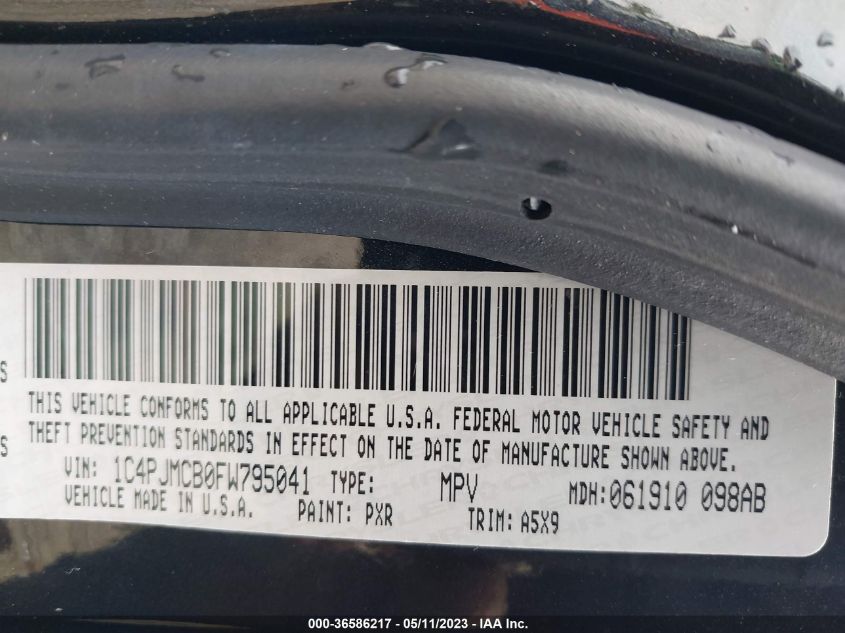 S
THIS VEHICLE CONFORMS TO ALL APPLICABLE U.S.A. FEDERAL MOTOR VEHICLE SAFETY AND
S THEFT PREVENTION STANDARDS IN EFFECT ON THE DATE OF MANUFACTURE SHOWN ABOVE.
VIN: 1C4PJMCB0FW795041 TYPE: MPV MDH:061910 098AB
VEHICLE MADE IN U.S.A. PAINT: PXR TRIM: A5X9
000-36586217 - 05/11/2023 - IAA Inc.